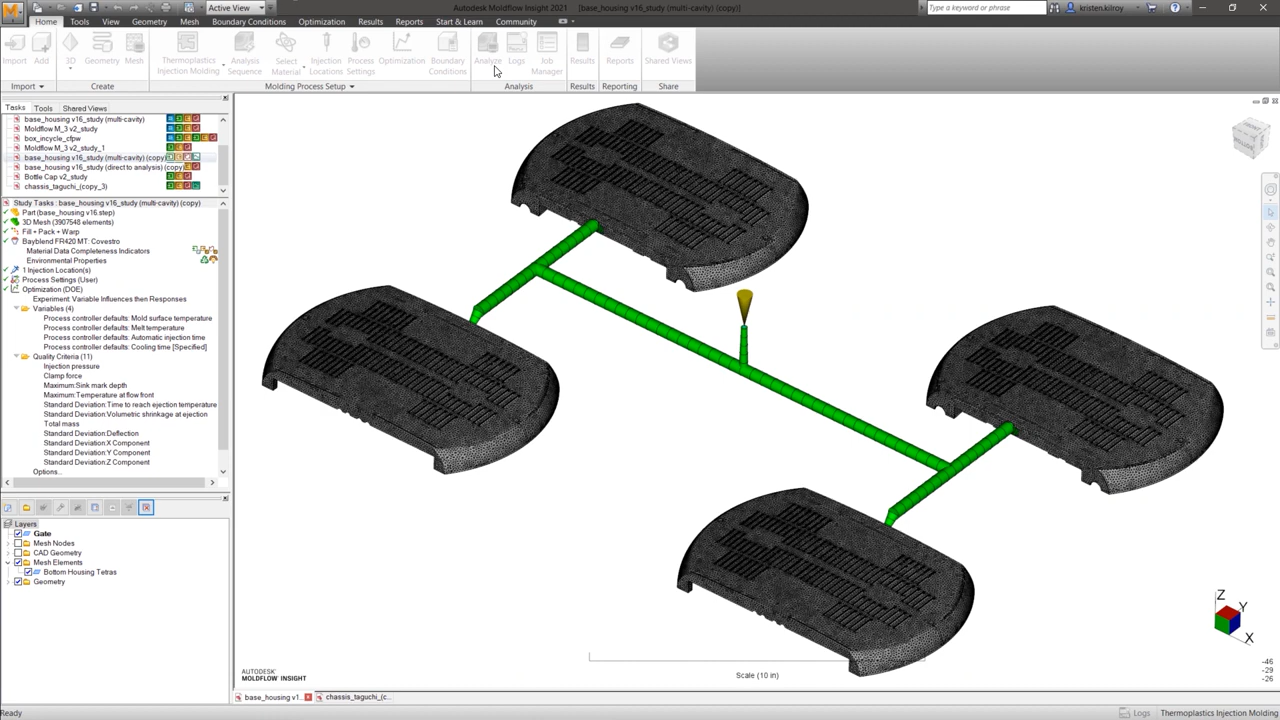 Active View
Autodesk Moldflow Insight 2021 [base_housing v16_study (multi-cavity) (copy)]
Type a keyword or phrase
kristen.kilroy
Home Tools View Geometry Mesh Boundary Conditions Optimization Results Reports Start & Learn Community
Import
Add
3D
Geometry
Mesh
Thermoplastics
Injection Molding
Analysis
Sequence
Select
Material
Injection
Locations
Process
Settings
Optimization
Boundary
Conditions
Analyze
Logs
Job
Manager
Results
Reports
Shared Views
Import Create Molding Process Setup Analysis Results Reporting Share
Tasks Tools Shared Views
base_housing v16_study (multi-cavity)
Moldflow M_3 v2_study
box_incycle_cfpw
Moldflow M_3 v2_study_1
base_housing v16_study (multi-cavity) (copy)
base_housing v16_study (direct to analysis) (copy)
Bottle Cap v2_study
chassis_taguchi_(copy_3)
Study Tasks : base_housing v16_study (multi-cavity) (copy)
Part (base_housing v16.step)
3D Mesh (3907548 elements)
Fill + Pack + Warp
Bayblend FR420 MT: Covestro
Material Data Completeness Indicators
Environmental Properties
1 Injection Location(s)
Process Settings (User)
Optimization (DOE)
Experiment: Variable Influences then Responses
Variables (4)
Process controller defaults: Mold surface temperature
Process controller defaults: Melt temperature
Process controller defaults: Automatic injection time
Process controller defaults: Cooling time [Specified]
Quality Criteria (11)
Injection pressure
Clamp force
Maximum:Sink mark depth
Maximum:Temperature at flow front
Standard Deviation:Time to reach ejection temperature
Standard Deviation:Volumetric shrinkage at ejection
Total mass
Standard Deviation:Deflection
Standard Deviation:X Component
Standard Deviation:Y Component
Standard Deviation:Z Component
Options...
Layers
Gate
Mesh Nodes
CAD Geometry
Mesh Elements
Bottom Housing Tetras
Geometry
Z
Y
X
AUTODESK
MOLDFLOW INSIGHT
Scale (10 in)
-46
-29
-26
base_housing v1...
chassis_taguchi_(c...
Ready
Logs
Thermoplastics Injection Molding